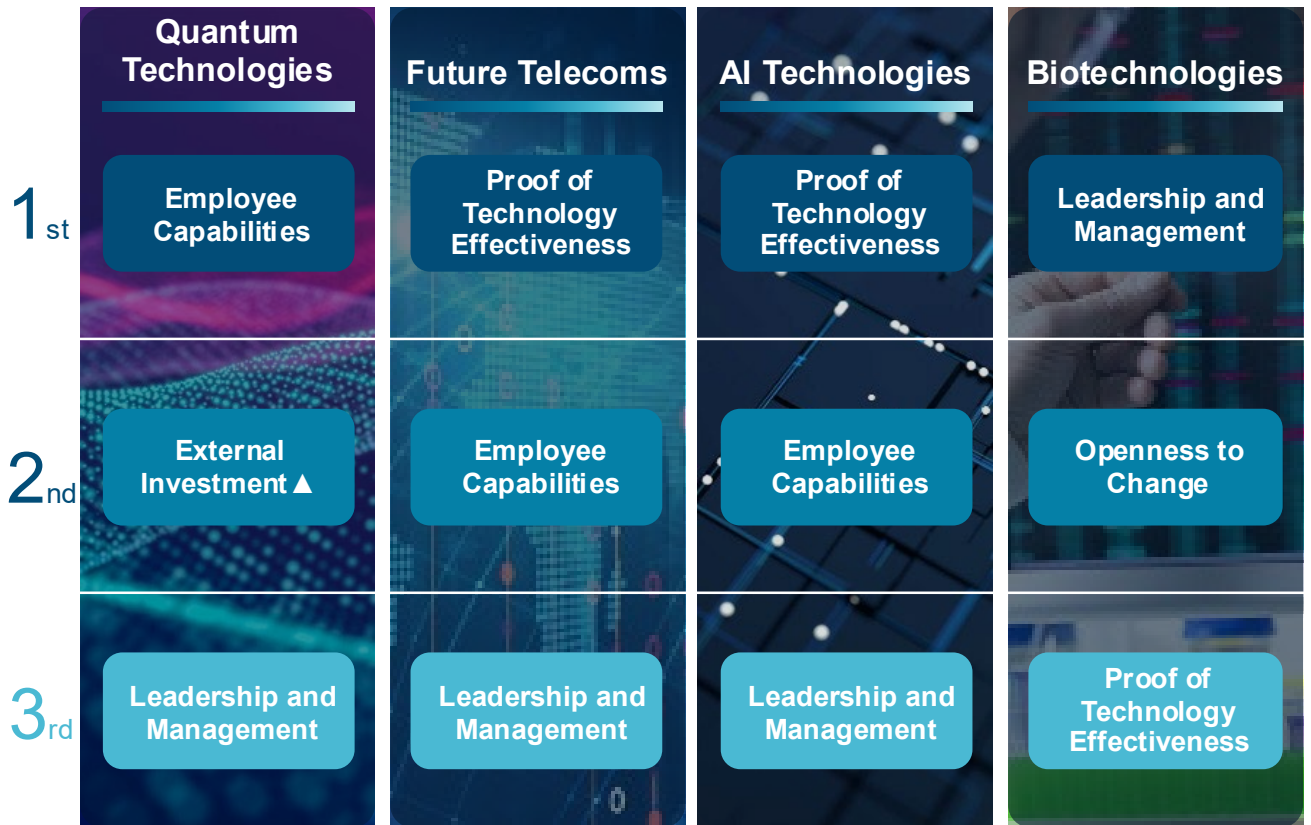 Quantum
Technologies
Future Telecoms
AI Technologies
Biotechnologies
1st
Employee
Capabilities
Proof of
Technology
Effectiveness
Proof of
Technology
Effectiveness
Leadership and
Management
2nd
External
Investment▲
Employee
Capabilities
Employee
Capabilities
Openness to
Change
3rd
Leadership and
Management
Leadership and
Management
Leadership and
Management
Proof of
Technology
Effectiveness